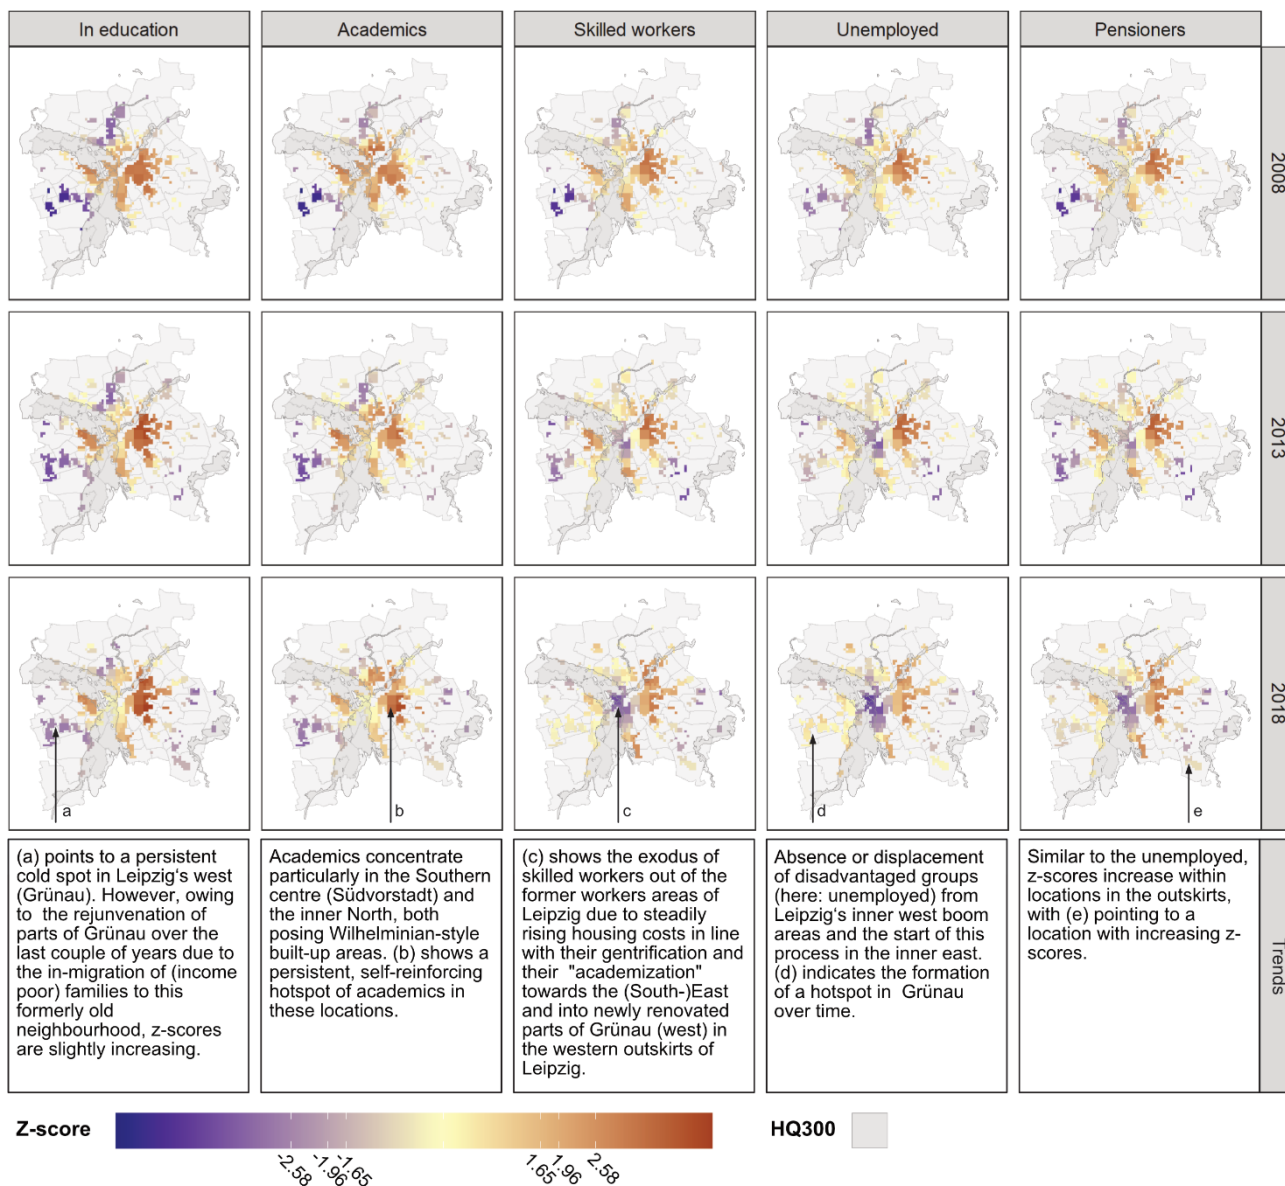 In education
Academics
Skilled workers
Unemployed
Pensioners
2008
2013
2018
a
b
c
d
e
(a) points to a persistent
cold spot in Leipzig's west
(Grünau). However, owing
to the rejunvenation of
parts of Grünau over the
last couple of years due to
the in-migration of (income
poor) families to this
formerly old
neighbourhood, z-scores
are slightly increasing.
Academics concentrate
particularly in the Southern
centre (Südvorstadt) and
the inner North, both
posing Wilhelminian-style
built-up areas. (b) shows a
persistent, self-reinforcing
hotspot of academics in
these locations.
(c) shows the exodus of
skilled workers out of the
former workers areas of
Leipzig due to steadily
rising housing costs in line
with their gentrification and
their "academization"
towards the (South-)East
and into newly renovated
parts of Grünau (west) in
the western outskirts of
Leipzig.
Absence or displacement
of disadvantaged groups
(here: unemployed) from
Leipzig's inner west boom
areas and the start of this
process in the inner east.
(d) indicates the formation
of a hotspot in Grünau
over time.
Similar to the unemployed,
z-scores increase within
locations in the outskirts,
with (e) pointing to a
location with increasing z-
scores.
Trends
Z-score
-2.58
-1.96
-1.65
1.65
1.96
2.58
HQ300